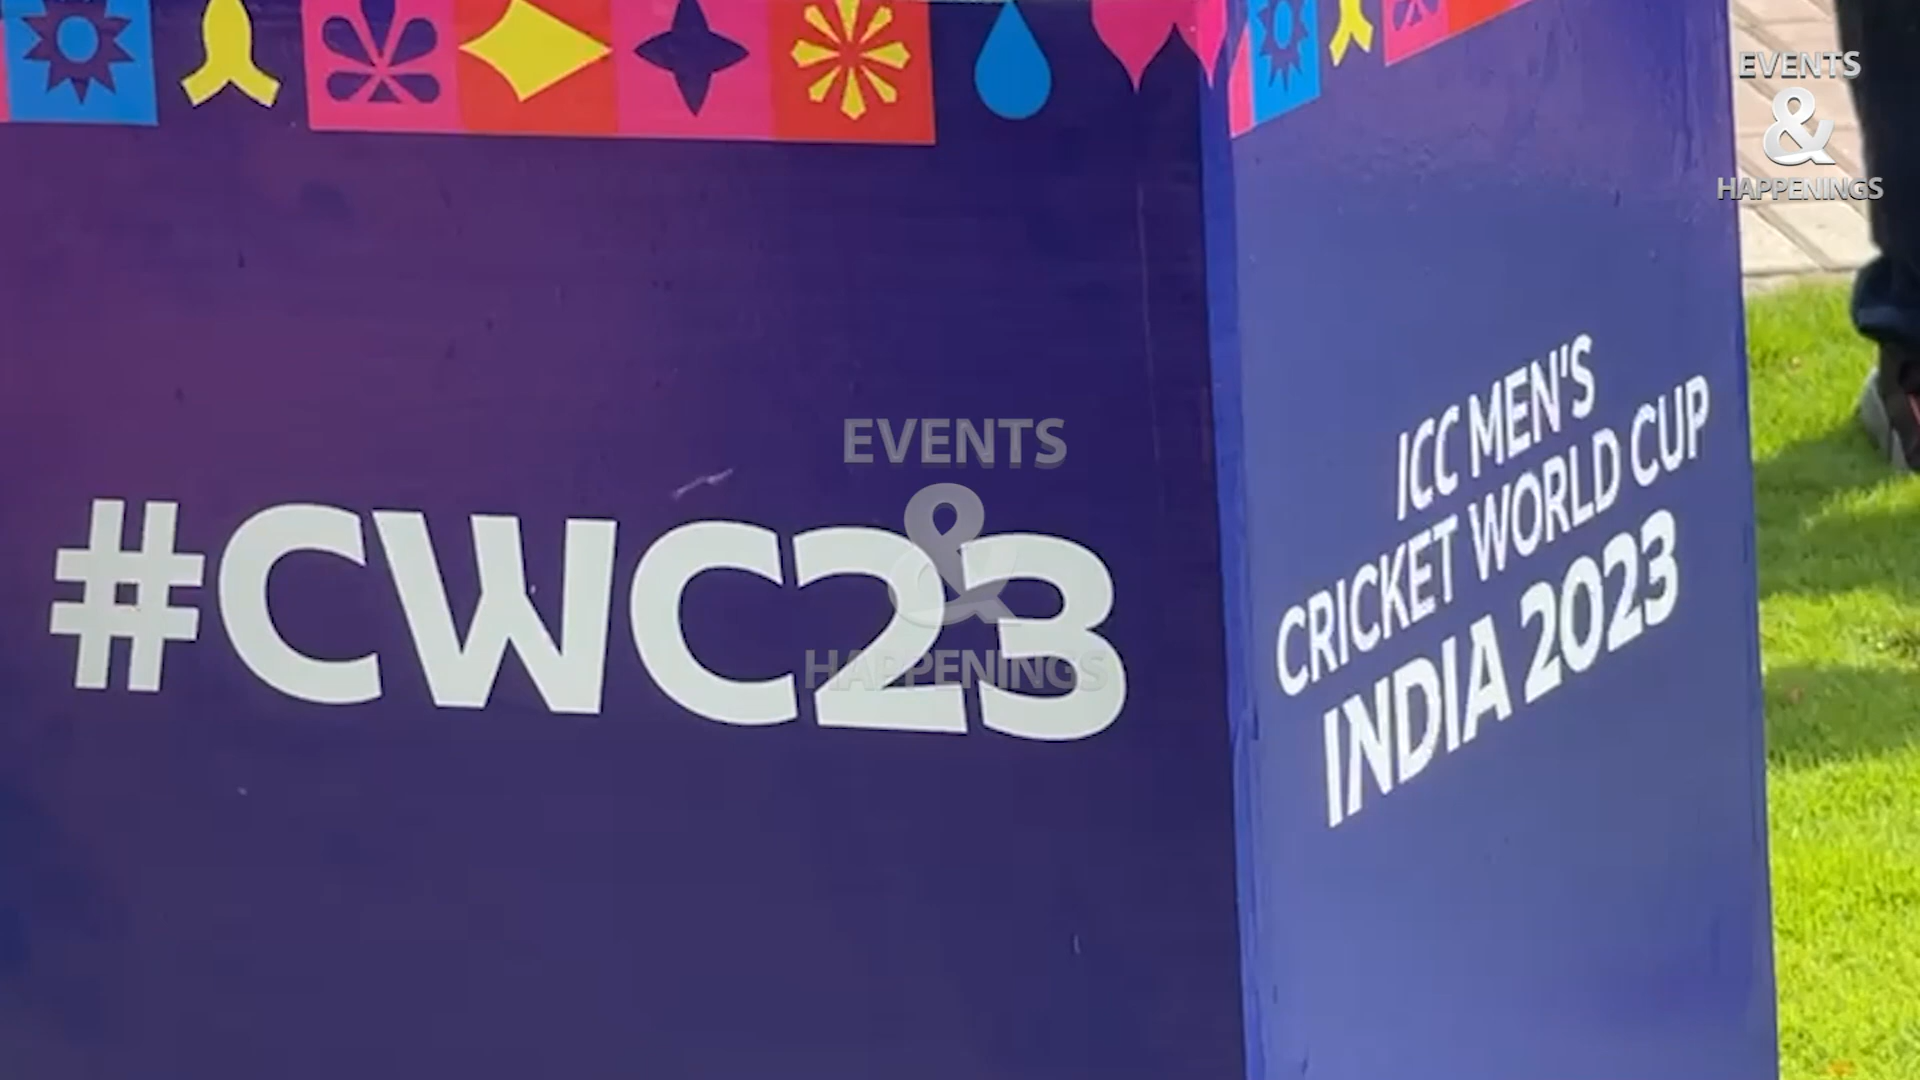 #CWC23
ICC MEN'S
CRICKET WORLD CUP
INDIA 2023
EVENTS
&
HAPPENINGS
EVENTS
&
HAPPENINGS